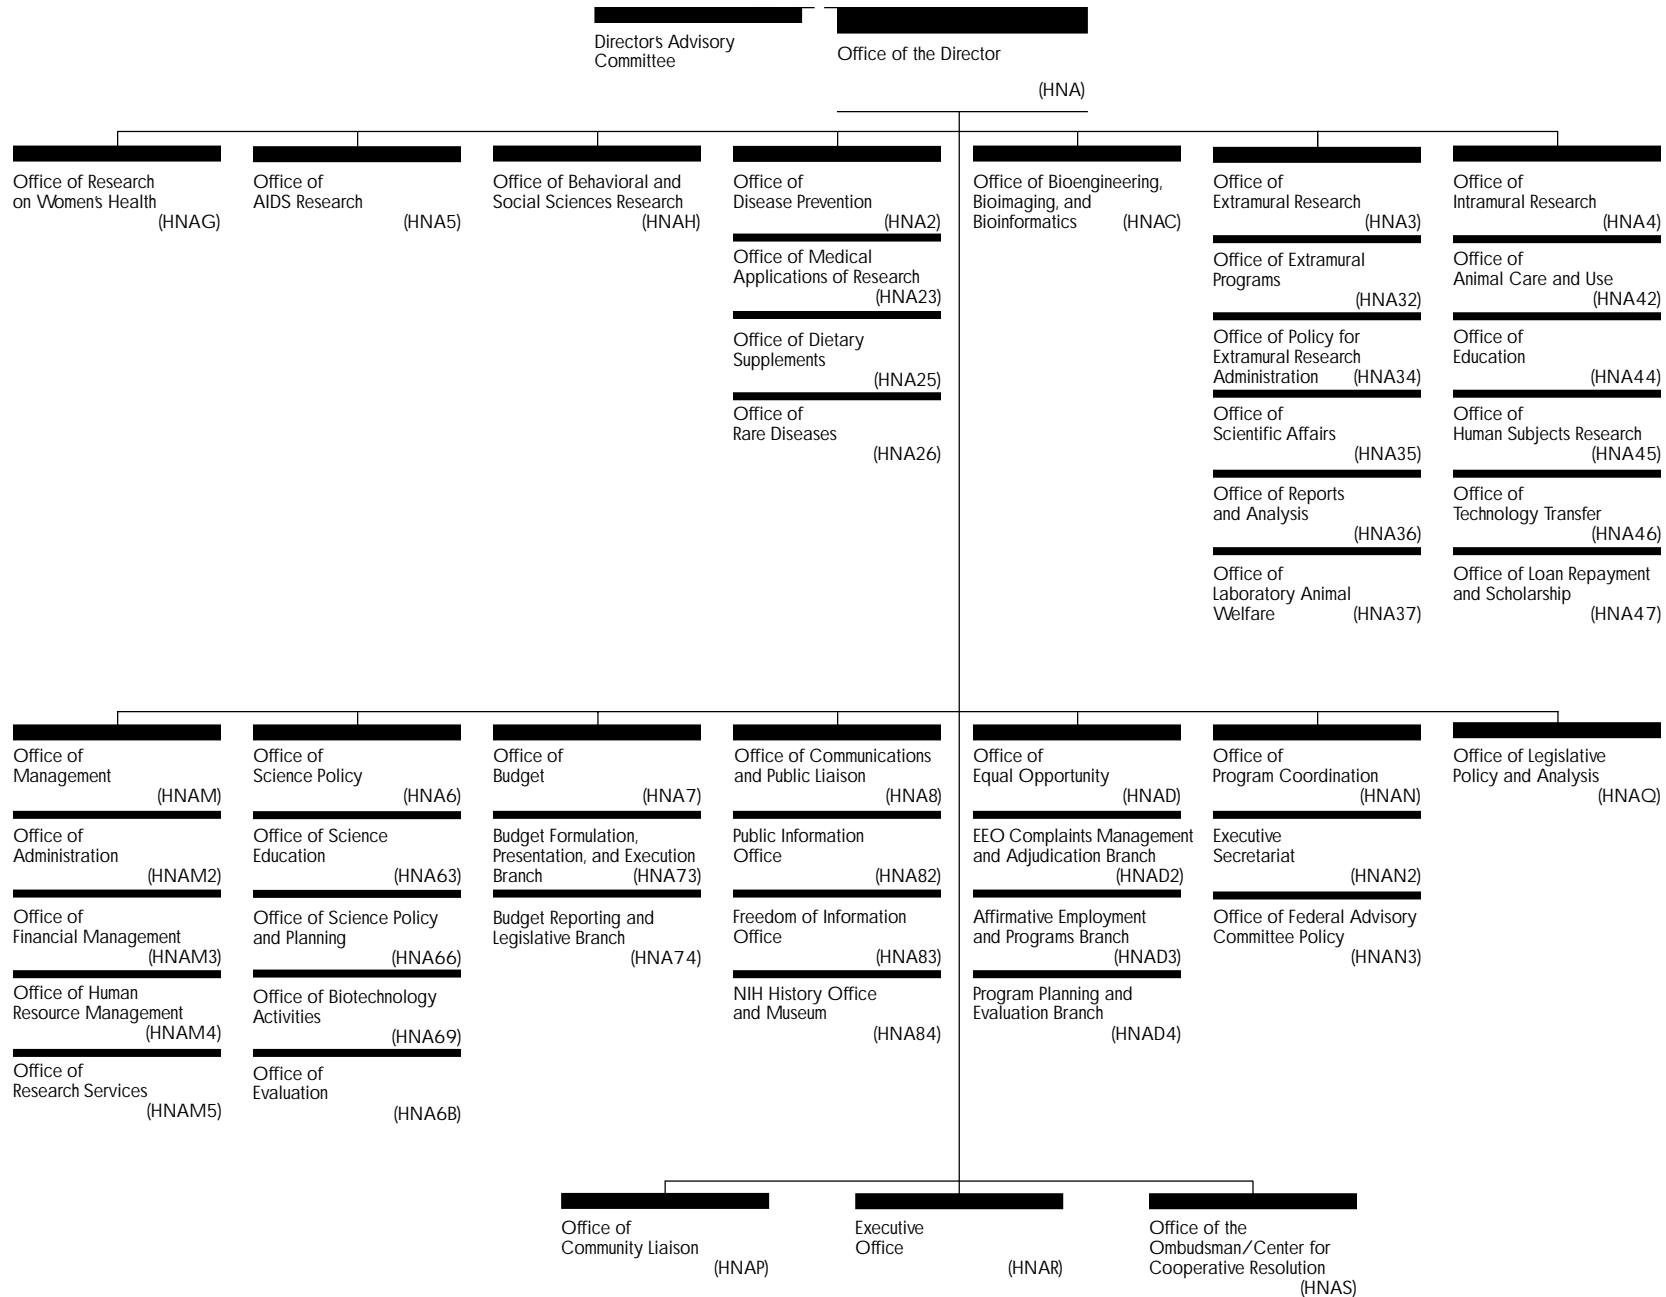 Director's Advisory
Committee
Office of the Director
(HNA)
Office of Research
on Women's Health
(HNAG)
Office of
AIDS Research
(HNA5)
Office of Behavioral and
Social Sciences Research
(HNAH)
Office of
Disease Prevention
(HNA2)
Office of Medical
Applications of Research
(HNA23)
Office of Dietary
Supplements
(HNA25)
Office of
Rare Diseases
(HNA26)
Office of Bioengineering,
Bioimaging, and
Bioinformatics (HNAC)
Office of
Extramural Research
(HNA3)
Office of Extramural
Programs
(HNA32)
Office of Policy for
Extramural Research
Administration (HNA34)
Office of
Scientific Affairs
(HNA35)
Office of Reports
and Analysis
(HNA36)
Office of
Laboratory Animal
Welfare (HNA37)
Office of
Intramural Research
(HNA4)
Office of
Animal Care and Use
(HNA42)
Office of
Education
(HNA44)
Office of
Human Subjects Research
(HNA45)
Office of
Technology Transfer
(HNA46)
Office of Loan Repayment
and Scholarship
(HNA47)
Office of
Management
(HNAM)
Office of
Administration
(HNAM2)
Office of
Financial Management
(HNAM3)
Office of Human
Resource Management
(HNAM4)
Office of
Research Services
(HNAM5)
Office of
Science Policy
(HNA6)
Office of Science
Education
(HNA63)
Office of Science Policy
and Planning
(HNA66)
Office of Biotechnology
Activities
(HNA69)
Office of
Evaluation
(HNA6B)
Office of
Budget
(HNA7)
Budget Formulation,
Presentation, and Execution
Branch (HNA73)
Budget Reporting and
Legislative Branch
(HNA74)
Office of Communications
and Public Liaison
(HNA8)
Public Information
Office
(HNA82)
Freedom of Information
Office
(HNA83)
NIH History Office
and Museum
(HNA84)
Office of
Equal Opportunity
(HNAD)
EEO Complaints Management
and Adjudication Branch
(HNAD2)
Affirmative Employment
and Programs Branch
(HNAD3)
Program Planning and
Evaluation Branch
(HNAD4)
Office of
Program Coordination
(HNAN)
Executive
Secretariat
(HNAN2)
Office of Federal Advisory
Committee Policy
(HNAN3)
Office of Legislative
Policy and Analysis
(HNAQ)
Office of
Community Liaison
(HNAP)
Executive
Office
(HNAR)
Office of the
Ombudsman/Center for
Cooperative Resolution
(HNAS)